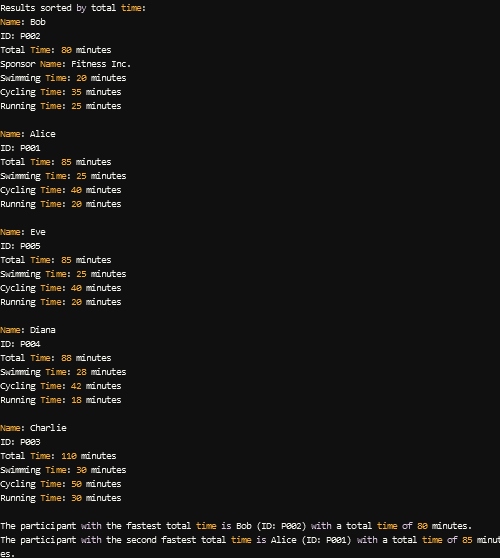 Results sorted by total time:
Name: Bob
ID: P002
Total Time: 80 minutes
Sponsor Name: Fitness Inc.
Swimming Time: 20 minutes
Cycling Time: 35 minutes
Running Time: 25 minutes
Name: Alice
ID: P001
Total Time: 85 minutes
Swimming Time: 25 minutes
Cycling Time: 40 minutes
Running Time: 20 minutes
Name: Eve
ID: P005
Total Time: 85 minutes
Swimming Time: 25 minutes
Cycling Time: 40 minutes
Running Time: 20 minutes
Name: Diana
ID: P004
Total Time: 88 minutes
Swimming Time: 28 minutes
Cycling Time: 42 minutes
Running Time: 18 minutes
Name: Charlie
ID: P003
Total Time: 110 minutes
Swimming Time: 30 minutes
Cycling Time: 50 minutes
Running Time: 30 minutes
The participant with the fastest total time is Bob (ID: P002) with a total time of 80 minutes.
The participant with the second fastest total time is Alice (ID: P001) with a total time of 85 minut
es.